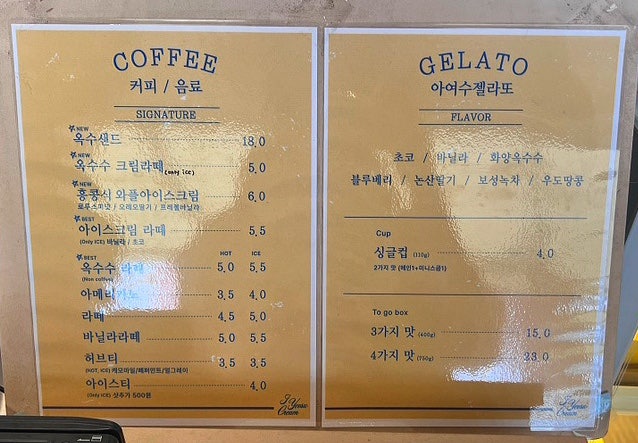 COFFEE
커피 / 음료
SIGNATURE
NEW
옥수샌드 18.0
NEW
옥수수 크림라떼 (only ice) 5.0
NEW
홍콩식 와플아이스크림 6.0
BEST
아이스크림 라떼 5.5
(Only ICE) 바닐라 / 초코
HOT ICE
BEST
옥수수 라떼 5.0 5.5
(Non coffee)
아메리카노 3.5 4.0
라떼 4.5 5.0
바닐라라떼 5.0 5.5
허브티 3.5 3.5
(HOT, ICE) 캐모마일/페퍼민트/얼그레이
아이스티 4.0
(Only ICE) 샷추가 500원
GELATO
아여수젤라또
FLAVOR
초코 / 바닐라 / 화양옥수수
블루베리 / 논산딸기 / 보성녹차 / 우도땅콩
Cup
싱글컵 (110g) 4.0
2가지 맛 (메인1+미니스쿱1)
To go box
3가지 맛 (400g) 15.0
4가지 맛 (750g) 23.0